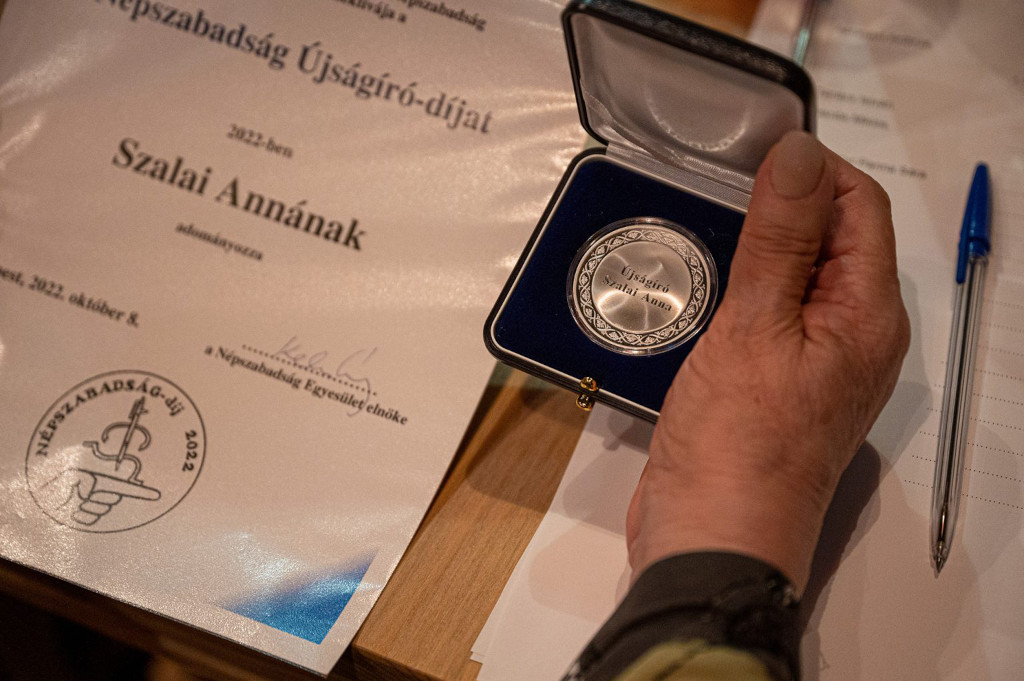 Népszabadság
Népszabadság Újságíró-díjat
2022-ben
Szalai Annának
adományozza
2022. október 8.
a Népszabadság Egyesület elnöke
NÉPSZABADSÁG-díj 2022
Újságíró
Szalai Anna